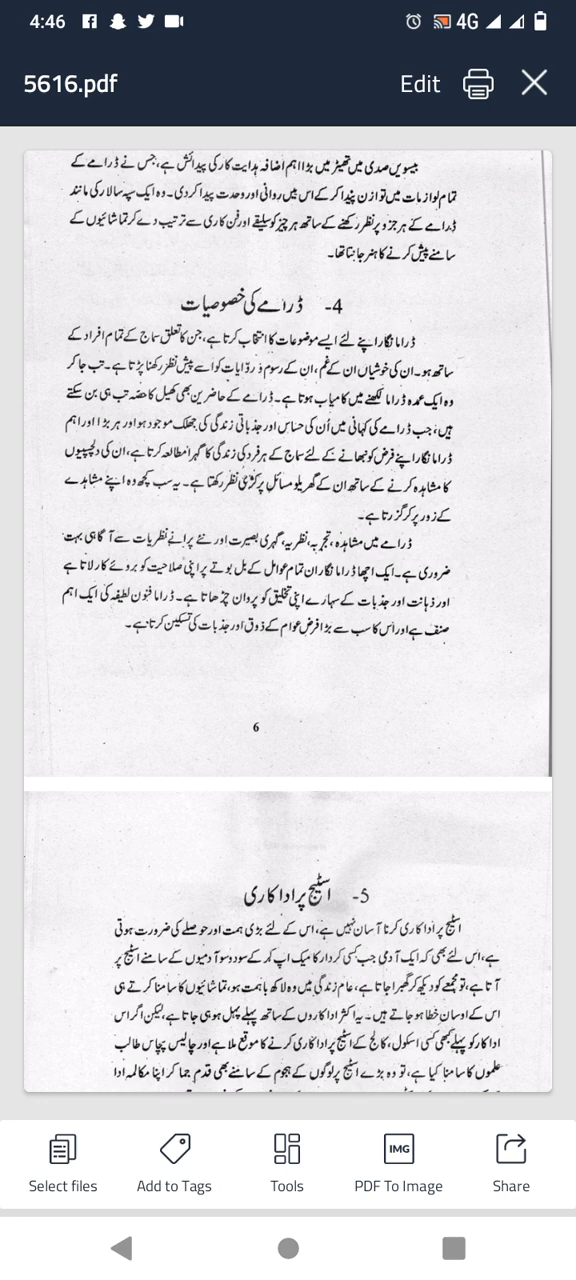 4:46
4G
5616.pdf
Edit
بیسویں صدی میں تھیٹر میں بڑا اہم اضافہ ہدایت کار کی پیدائش ہے، جس نے ڈرامے کے
تمام لوازمات میں توازن پیدا کر کے اس میں روانی اور وحدت پیدا کر دی۔ وہ ایک سپہ سالار کی مانند
ڈرامے کے ہر جزو پر نظر رکھنے کے ساتھ ہر چیز کو سلیقے اور فن کاری سے ترتیب دے کر تماشائیوں کے
سامنے پیش کرنے کا ہنر جانتا تھا۔
4- ڈرامے کی خصوصیات
ڈراما نگار اپنے لئے ایسے موضوعات کا انتخاب کرتا ہے، جن کا تعلق سماج کے تمام افراد کے
ساتھ ہو۔ ان کی خوشیاں ان کے غم، ان کے رسوم و روایات کو اسے پیش نظر رکھنا پڑتا ہے۔ تب جا کر
وہ ایک عمدہ ڈراما لکھنے میں کامیاب ہوتا ہے۔ ڈرامے کے حاضرین بھی کھیل کا حصہ تب ہی بن سکتے
ہیں، جب ڈرامے کی کہانی میں اُن کی حساس اور جذباتی زندگی کی جھلک موجود ہو اور ہر بڑا اور اہم
ڈراما نگار اپنے فرض کو نبھانے کے لئے سماج کے ہر فرد کی زندگی کا گہرا مطالعہ کرتا ہے، ان کی دلچسپیوں
کا مشاہدہ کرنے کے ساتھ ان کے گھریلو مسائل پر کڑی نظر رکھتا ہے۔ یہ سب کچھ وہ اپنے مشاہدے
کے زور پر کر گزرتا ہے۔
ڈرامے میں مشاہدہ، تجربہ، نظریہ، گہری بصیرت اور نئے پرانے نظریات سے آگاہی بہت
ضروری ہے۔ ایک اچھا ڈراما نگار ان تمام عوامل کے بل بوتے پر اپنی صلاحیت کو بروئے کار لاتا ہے
اور ذہانت اور جذبات کے سہارے اپنی تخلیق کو پروان چڑھاتا ہے۔ ڈراما فنون لطیفہ کی ایک اہم
صنف ہے اور اس کا سب سے بڑا فرض عوام کے ذوق اور جذبات کی تسکین کرنا ہے۔
6
5- اسٹیج پر اداکاری
اسٹیج پر اداکاری کرنا آسان نہیں ہے، اس کے لئے بڑی ہمت اور حوصلے کی ضرورت ہوتی
ہے، اس لئے بھی کہ ایک آدمی جب کسی کردار کا میک اپ کر کے سو دو سو آدمیوں کے سامنے اسٹیج پر
آتا ہے، تو مجمعے کو دیکھ کر گھبرا جاتا ہے، عام زندگی میں وہ لاکھ باہمت ہو، تماشائیوں کا سامنا کرتے ہی
اس کے اوسان خطا ہو جاتے ہیں۔ یہ اکثر اداکاروں کے ساتھ پہلے پہل ہو ہی جاتا ہے، لیکن اگر اس
اداکار کو پہلے کبھی کسی اسکول، کالج کے اسٹیج پر اداکاری کرنے کا موقع ملا ہے اور چالیس پچاس طالب
علموں کا سامنا کیا ہے، تو وہ بڑے اسٹیج پر لوگوں کے ہجوم کے سامنے بھی قدم جما کر اپنا مکالمہ ادا
Select files
Add to Tags
Tools
IMG
PDF To Image
Share